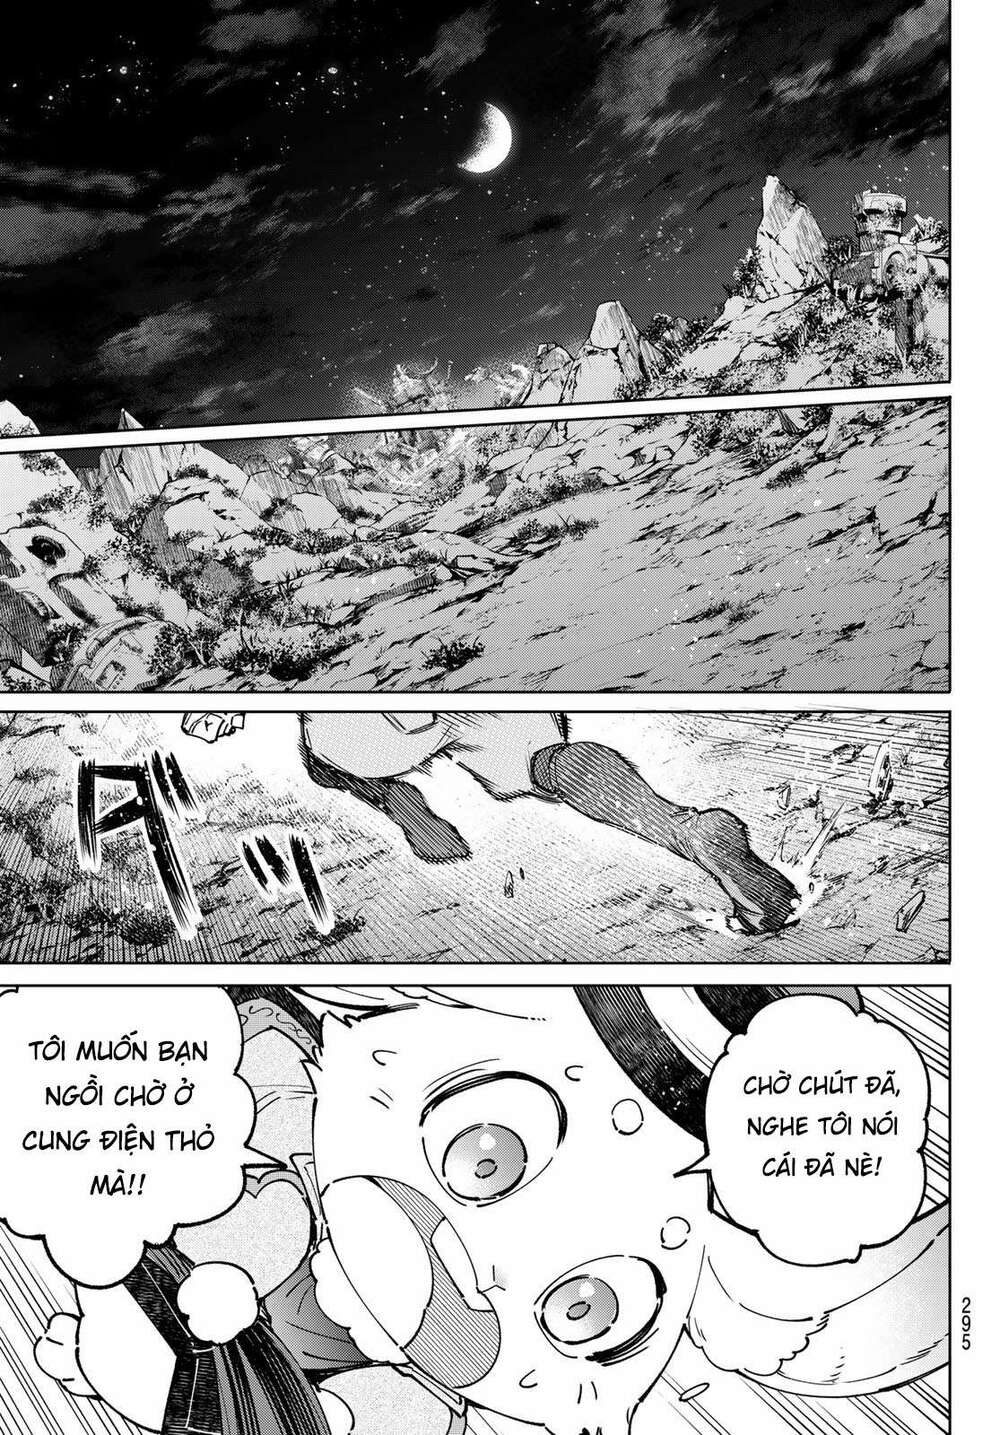 ダッ
CHỜ CHÚT ĐÃ,
NGHE TÔI NÓI
CÁI ĐÃ NÈ!
TÔI MUỐN BẠN
NGỒI CHỜ Ở
CUNG ĐIỆN THỎ
MÀ!!
295